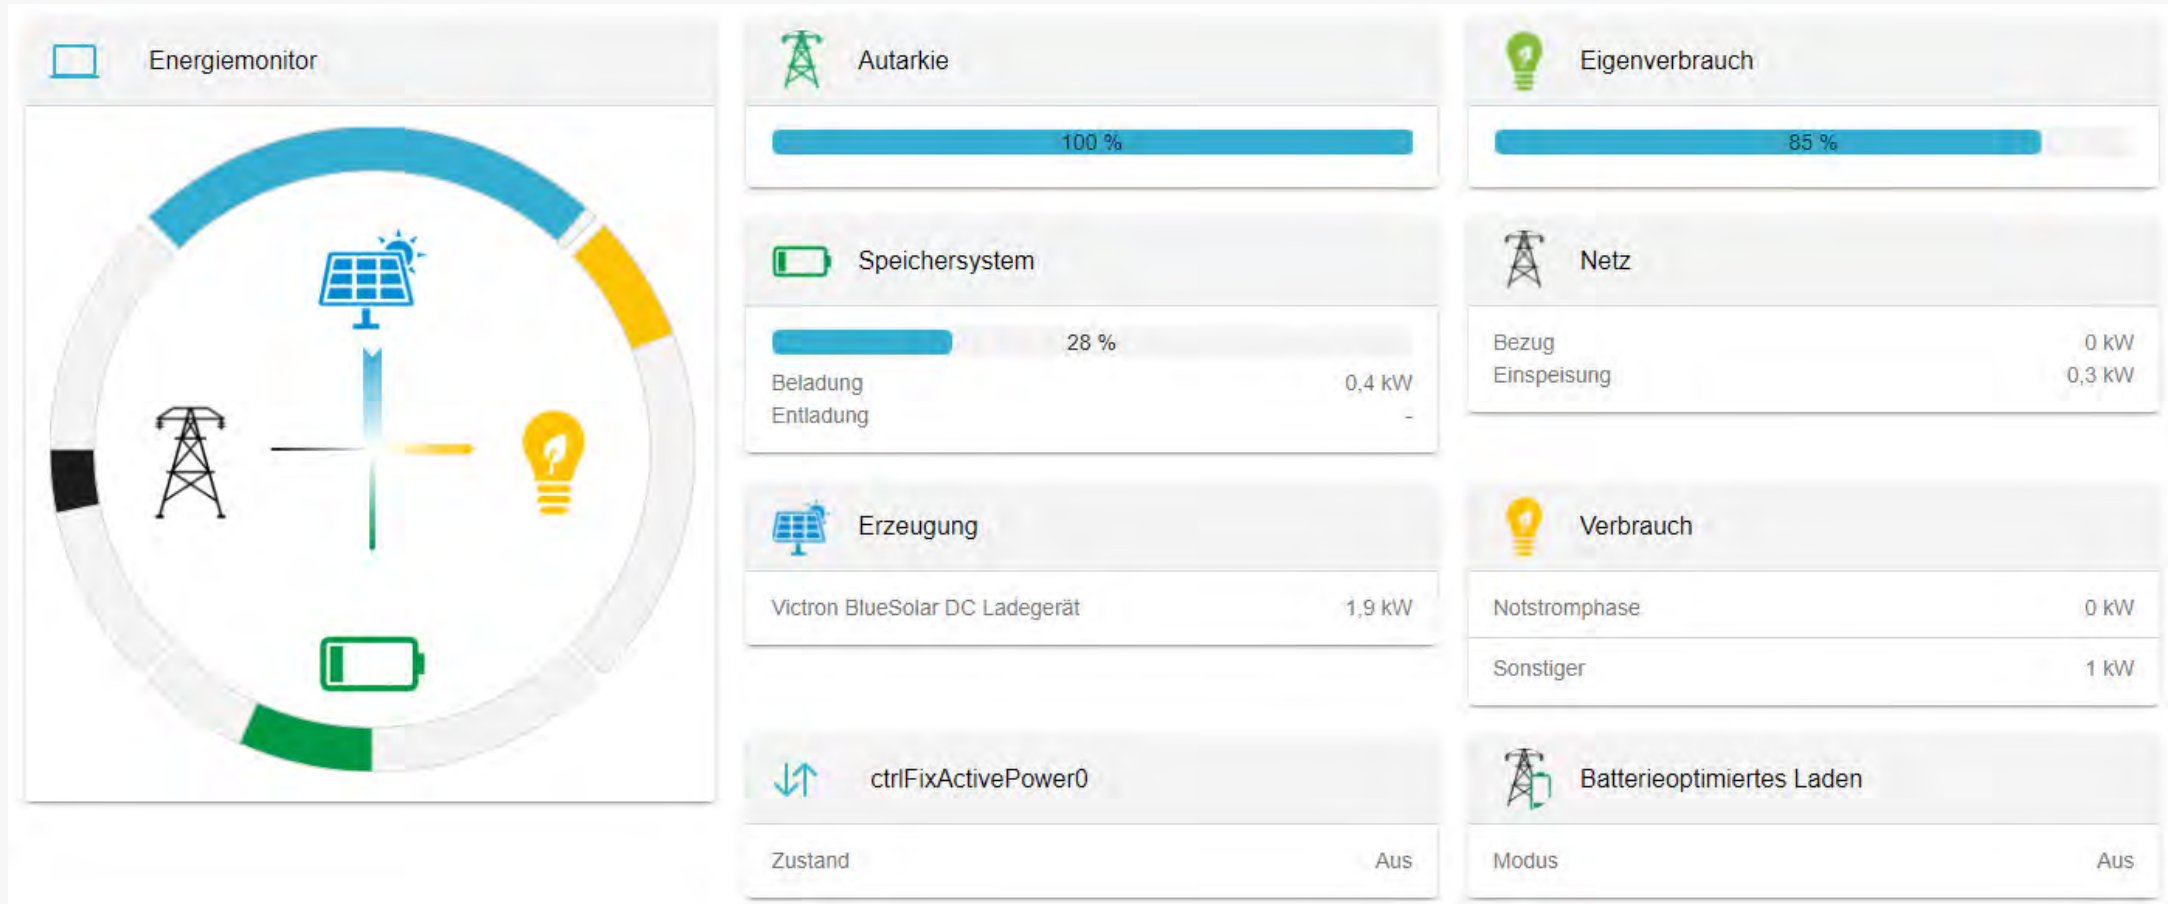 Energiemonitor
Autarkie
100 %
Eigenverbrauch
85 %
Speichersystem
28 %
Beladung 0,4 kW
Entladung -
Netz
Bezug 0 kW
Einspeisung 0,3 kW
Erzeugung
Victron BlueSolar DC Ladegerät 1,9 kW
Verbrauch
Notstromphase 0 kW
Sonstiger 1 kW
ctrlFixActivePower0
Zustand Aus
Batterieoptimiertes Laden
Modus Aus